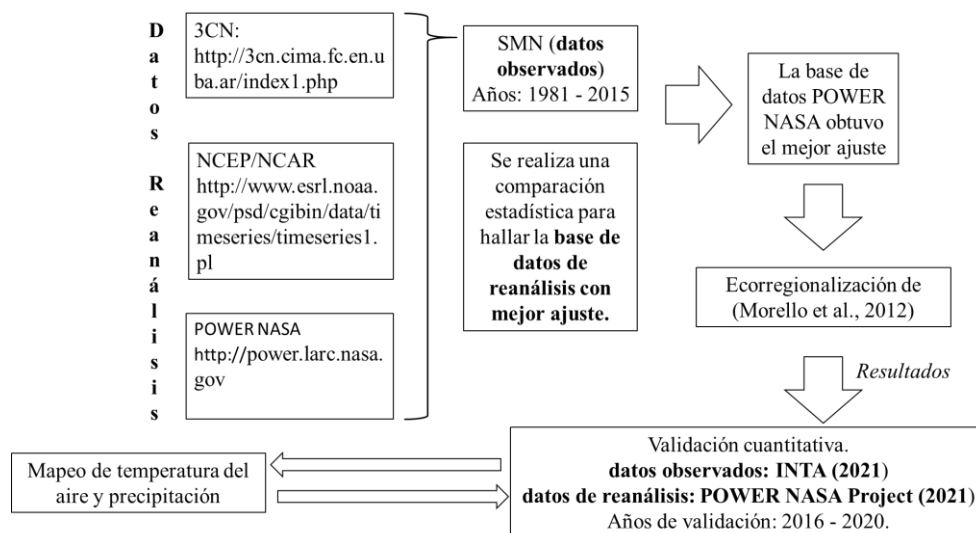 Datos Reanálisis
3CN:
http://3cn.cima.fc.en.u
ba.ar/index1.php
NCEP/NCAR
http://www.esrl.noaa.
gov/psd/cgibin/data/ti
meseries/timeseries1.
pl
POWER NASA
http://power.larc.nasa.
gov
SMN (datos
observados)
Años: 1981 - 2015
Se realiza una
comparación
estadística para
hallar la base de
datos de
reanálisis con
mejor ajuste.
La base de
datos POWER
NASA obtuvo
el mejor ajuste
Ecorregionalización de
(Morello et al., 2012)
Resultados
Validación cuantitativa.
datos observados: INTA (2021)
datos de reanálisis: POWER NASA Project (2021)
Años de validación: 2016 - 2020.
Mapeo de temperatura del
aire y precipitación